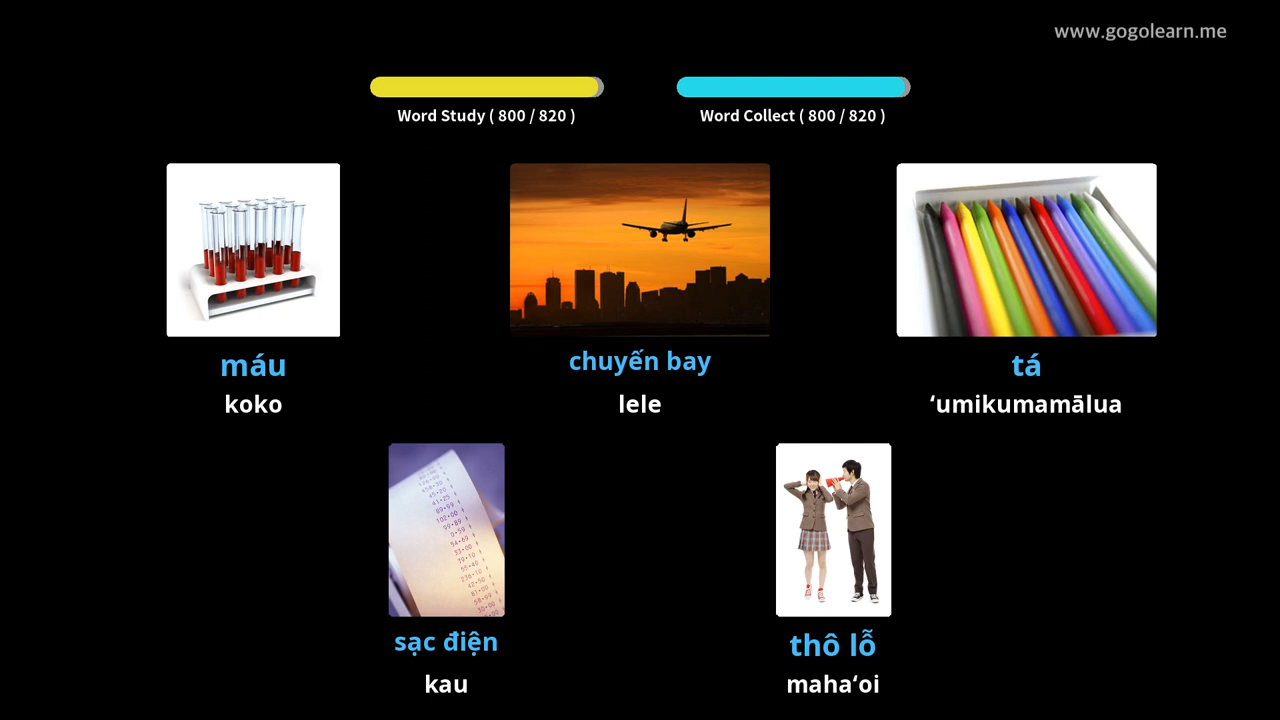 www.gogolearn.me
Word Study ( 800 / 820 )
Word Collect ( 800 / 820 )
máu
koko
chuyến bay
lele
tá
ʻumikumamālua
sạc điện
kau
thô lỗ
mahaʻoi